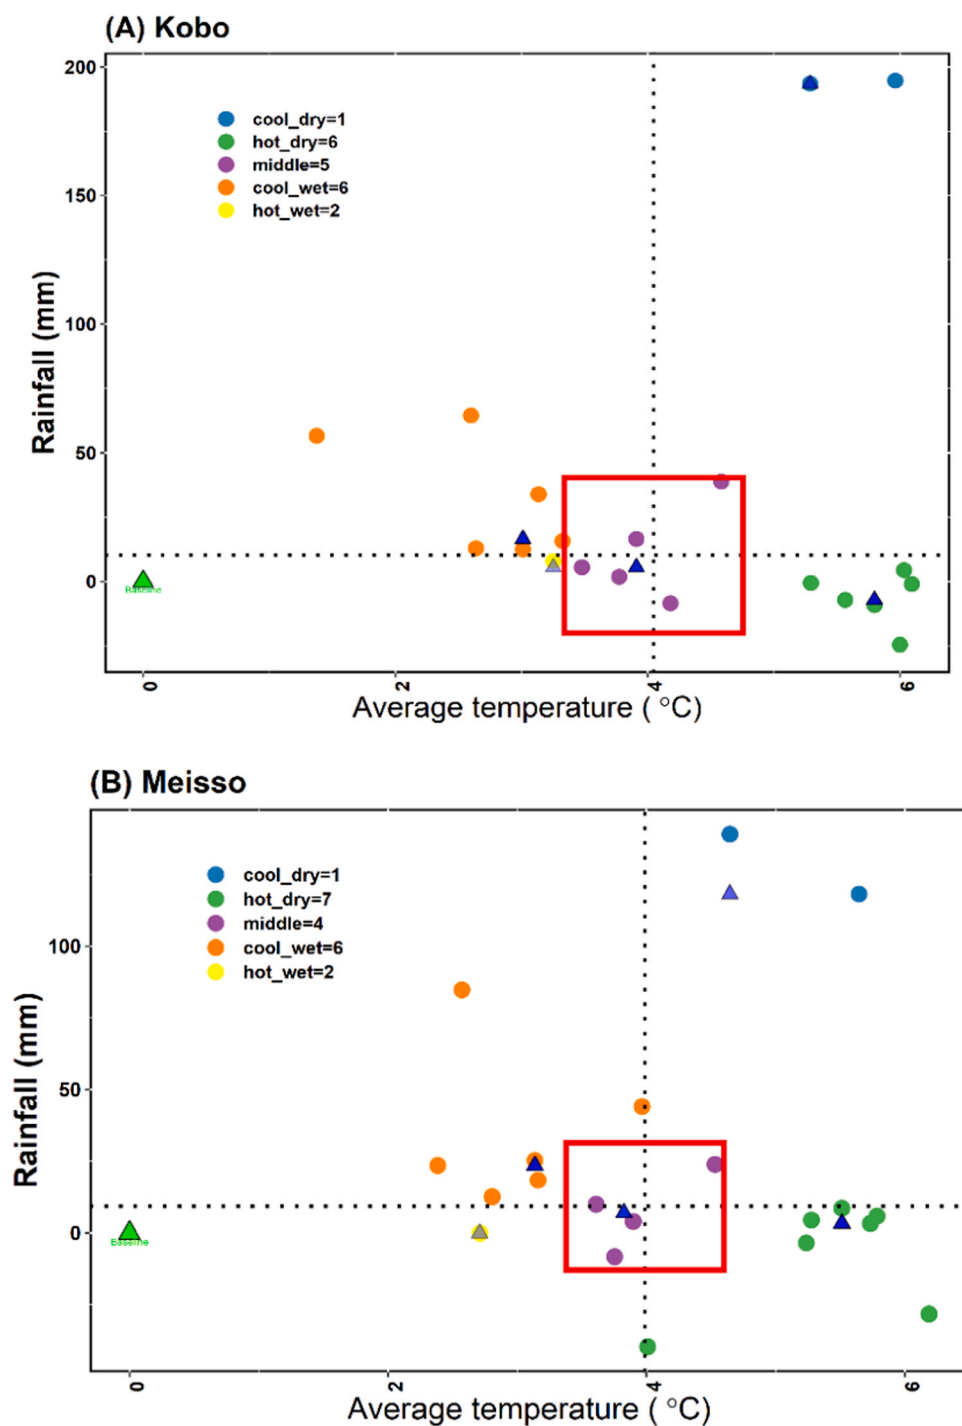 (A) Kobo
200
150
100
50
0
Rainfall (mm)
cool_dry=1
hot_dry=6
middle=5
cool_wet=6
hot_wet=2
Baseline
0 2 4 6
Average temperature ( °C)
(B) Meisso
100
50
0
Rainfall (mm)
cool_dry=1
hot_dry=7
middle=4
cool_wet=6
hot_wet=2
Baseline
0 2 4 6
Average temperature ( °C)